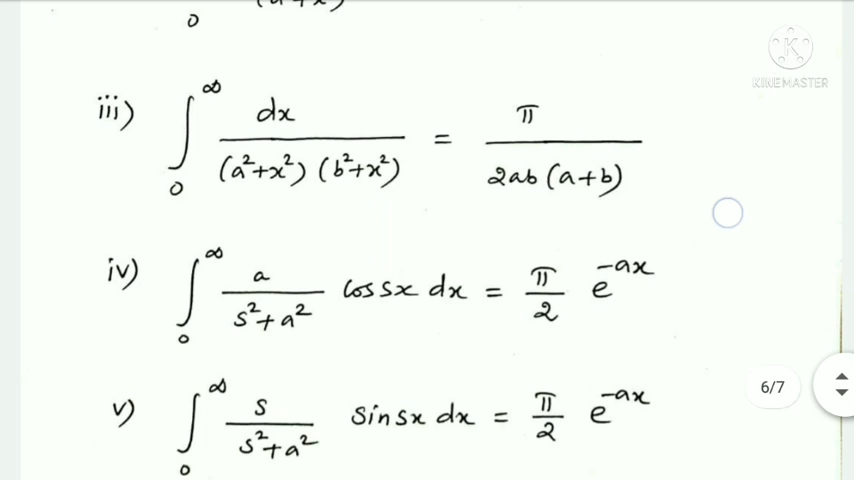 0
KINEMASTER
iii) ∫₀^∞ dx / (a²+x²) (b²+x²) = π / 2ab (a+b)
iv) ∫₀^∞ a / s²+a² cos sx dx = π/2 e^-ax
6/7
v) ∫₀^∞ s / s²+a² sin sx dx = π/2 e^-ax